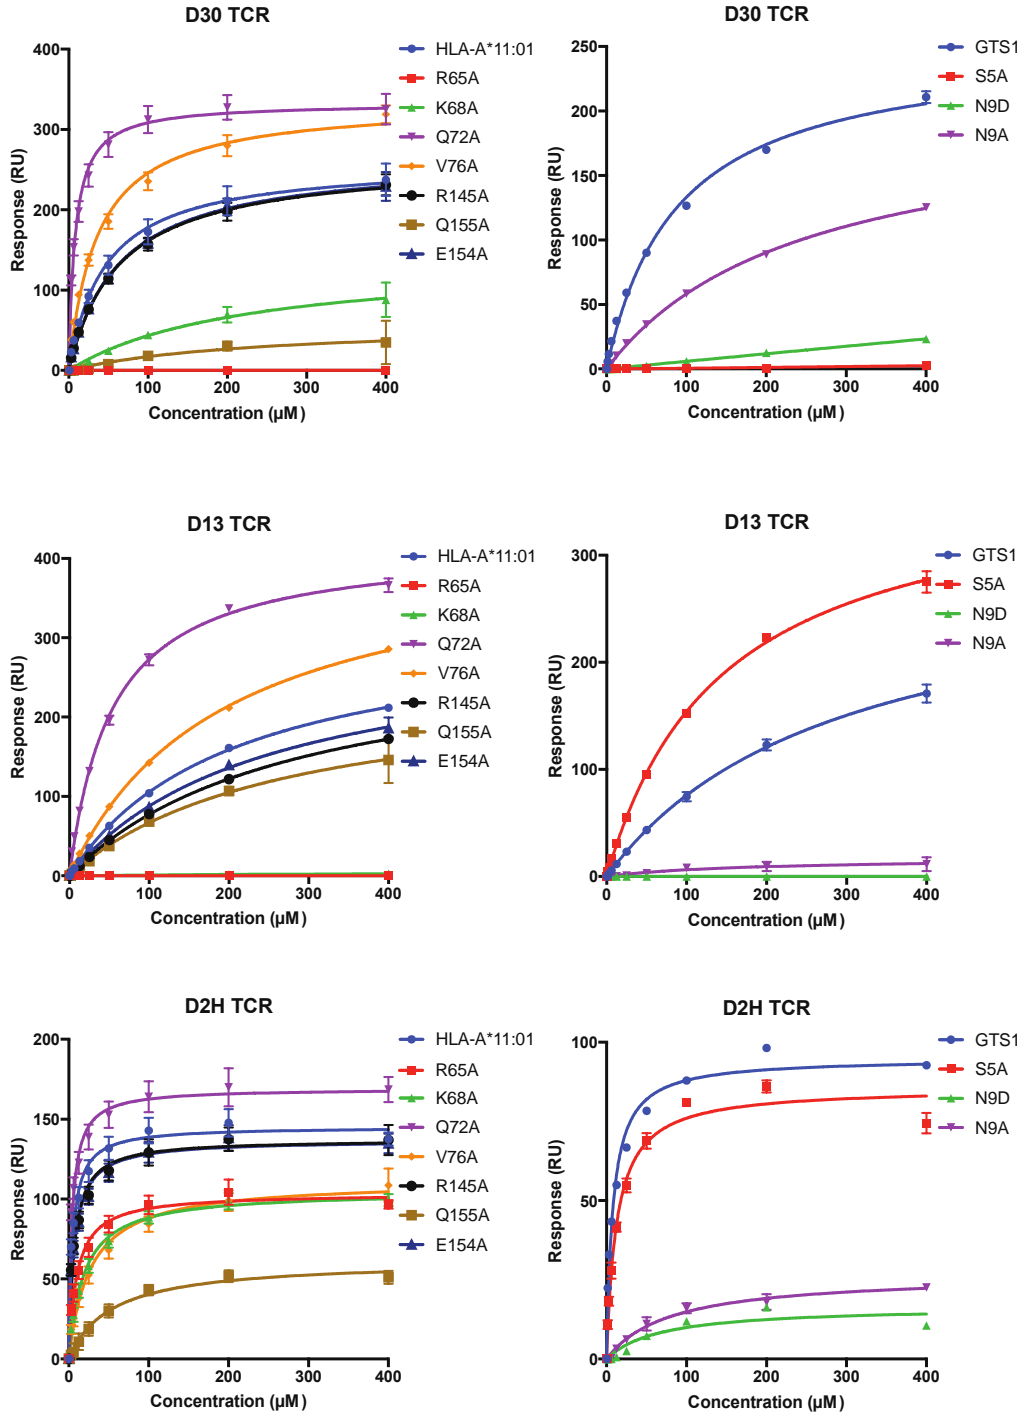 D30 TCR
400
300
200
100
0
0 100 200 300 400
Response (RU)
Concentration (µM)
HLA-A*11:01
R65A
K68A
Q72A
V76A
R145A
Q155A
E154A
D30 TCR
250
200
150
100
50
0
0 100 200 300 400
Response (RU)
Concentration (µM)
GTS1
S5A
N9D
N9A
D13 TCR
400
300
200
100
0
0 100 200 300 400
Response (RU)
Concentration (µM)
HLA-A*11:01
R65A
K68A
Q72A
V76A
R145A
Q155A
E154A
D13 TCR
300
200
100
0
0 100 200 300 400
Response (RU)
Concentration (µM)
GTS1
S5A
N9D
N9A
D2H TCR
200
150
100
50
0
0 100 200 300 400
Response (RU)
Concentration (µM)
HLA-A*11:01
R65A
K68A
Q72A
V76A
R145A
Q155A
E154A
D2H TCR
100
50
0
0 100 200 300 400
Response (RU)
Concentration (µM)
GTS1
S5A
N9D
N9A